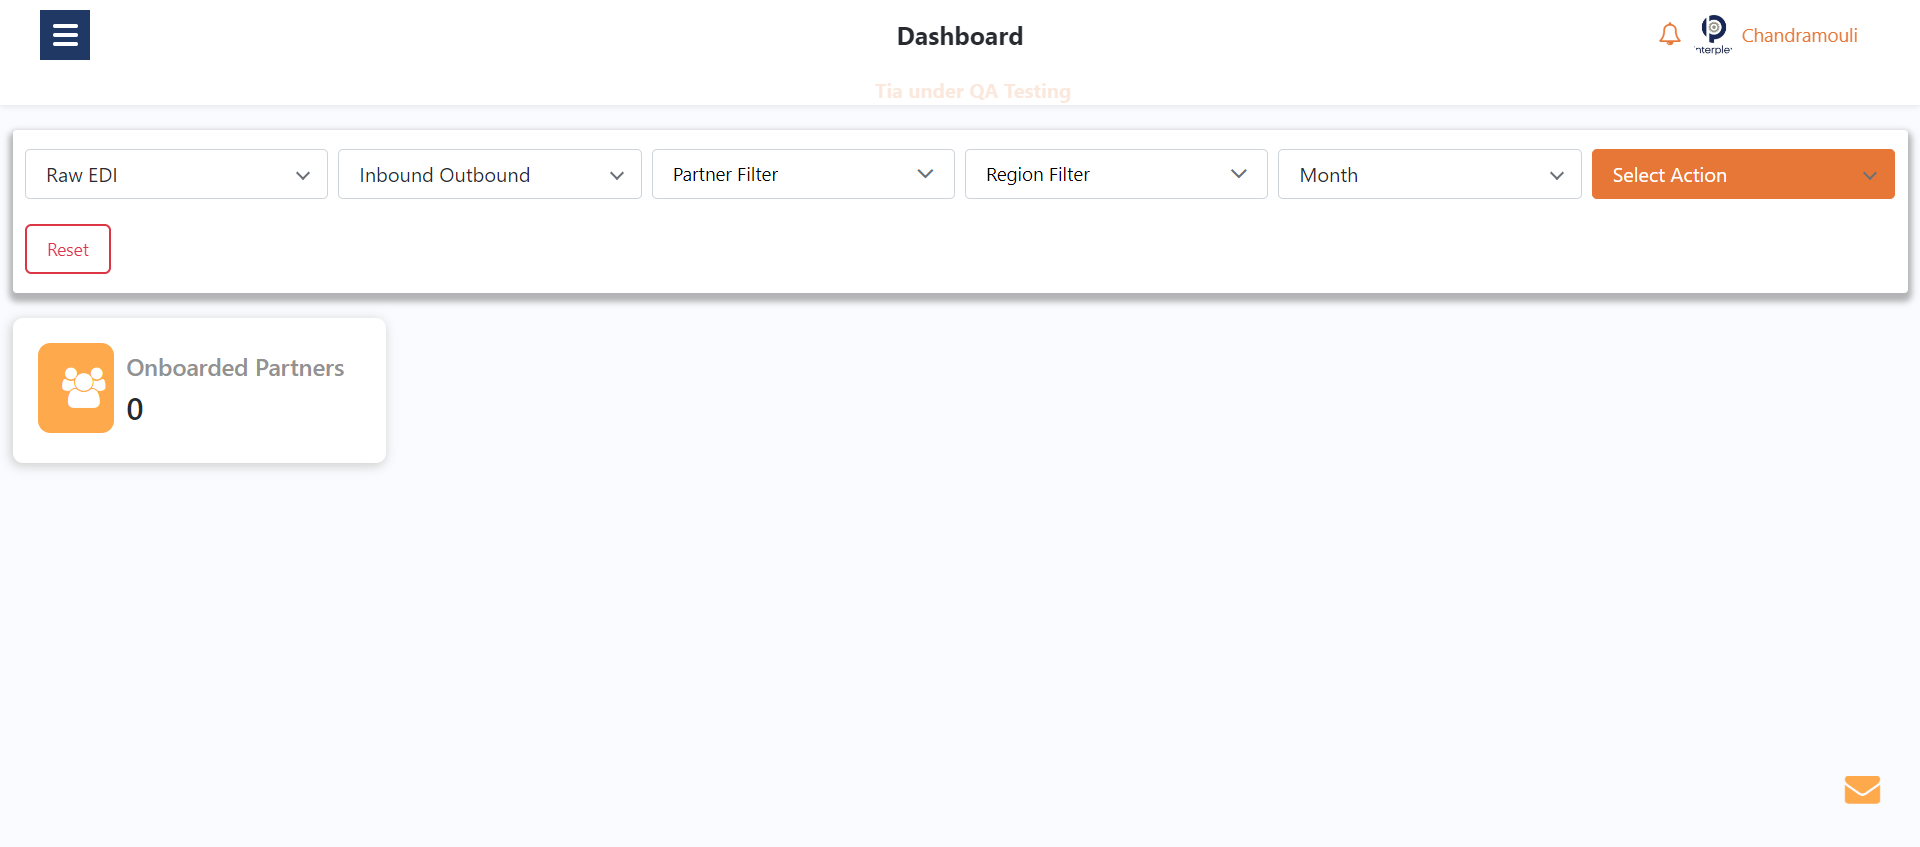 Dashboard
Chandramouli
Tia under QA Testing
Raw EDI
Inbound Outbound
Partner Filter
Region Filter
Month
Select Action
Reset
Onboarded Partners
0